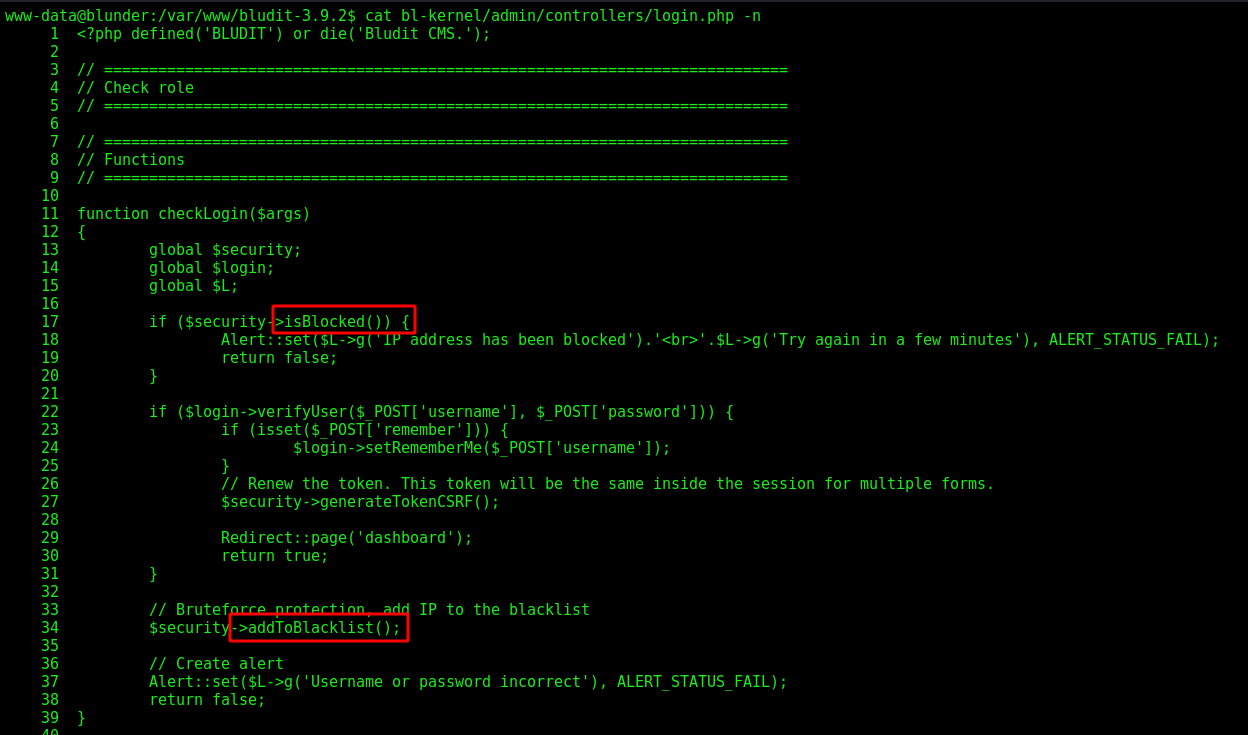 www-data@blunder:/var/www/bludit-3.9.2$ cat bl-kernel/admin/controllers/login.php -n
     1  <?php defined('BLUDIT') or die('Bludit CMS.');
     2
     3  // ============================================================================
     4  // Check role
     5  // ============================================================================
     6
     7  // ============================================================================
     8  // Functions
     9  // ============================================================================
    10
    11  function checkLogin($args)
    12  {
    13          global $security;
    14          global $login;
    15          global $L;
    16
    17          if ($security->isBlocked()) {
    18                  Alert::set($L->g('IP address has been blocked').'<br>'.$L->g('Try again in a few minutes'), ALERT_STATUS_FAIL);
    19                  return false;
    20          }
    21
    22          if ($login->verifyUser($_POST['username'], $_POST['password'])) {
    23                  if (isset($_POST['remember'])) {
    24                          $login->setRememberMe($_POST['username']);
    25                  }
    26                  // Renew the token. This token will be the same inside the session for multiple forms.
    27                  $security->generateTokenCSRF();
    28
    29                  Redirect::page('dashboard');
    30                  return true;
    31          }
    32
    33          // Bruteforce protection, add IP to the blacklist
    34          $security->addToBlacklist();
    35
    36          // Create alert
    37          Alert::set($L->g('Username or password incorrect'), ALERT_STATUS_FAIL);
    38          return false;
    39  }
    40